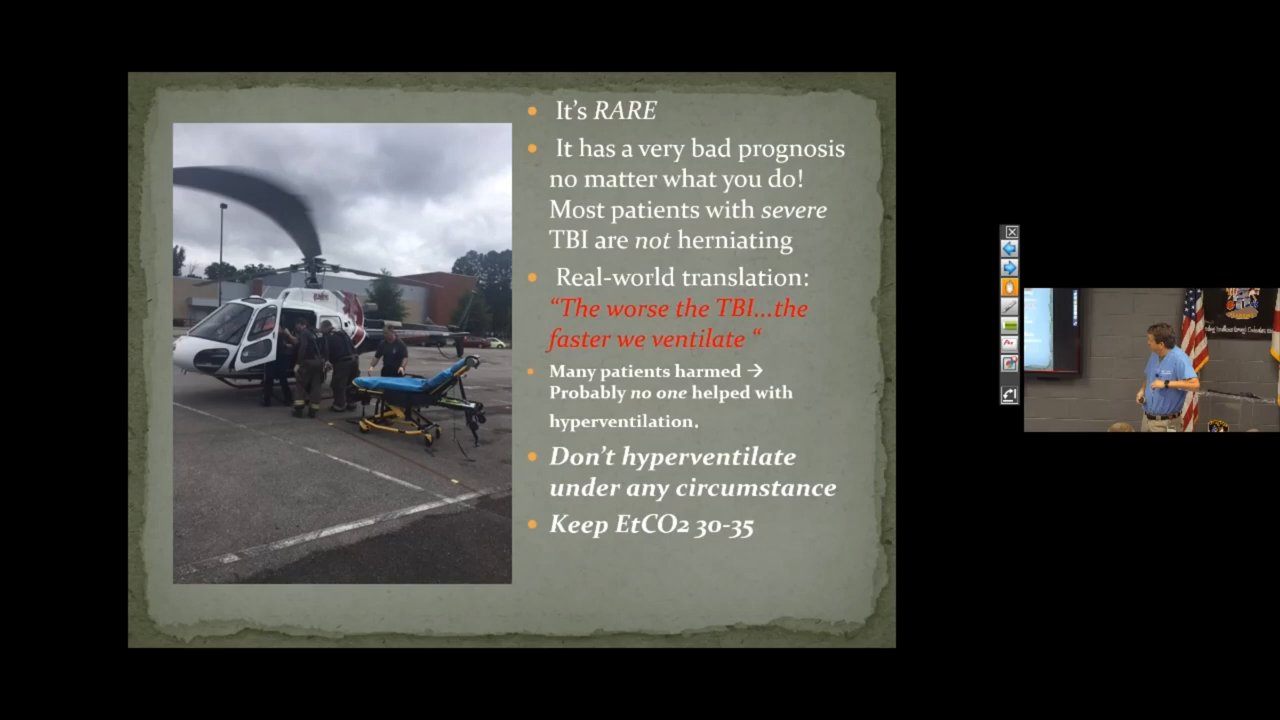 It's RARE
It has a very bad prognosis
no matter what you do!
Most patients with severe
TBI are not herniating
Real-world translation:
“The worse the TBI...the
faster we ventilate “
Many patients harmed →
Probably no one helped with
hyperventilation.
Don't hyperventilate
under any circumstance
Keep EtCO2 30-35